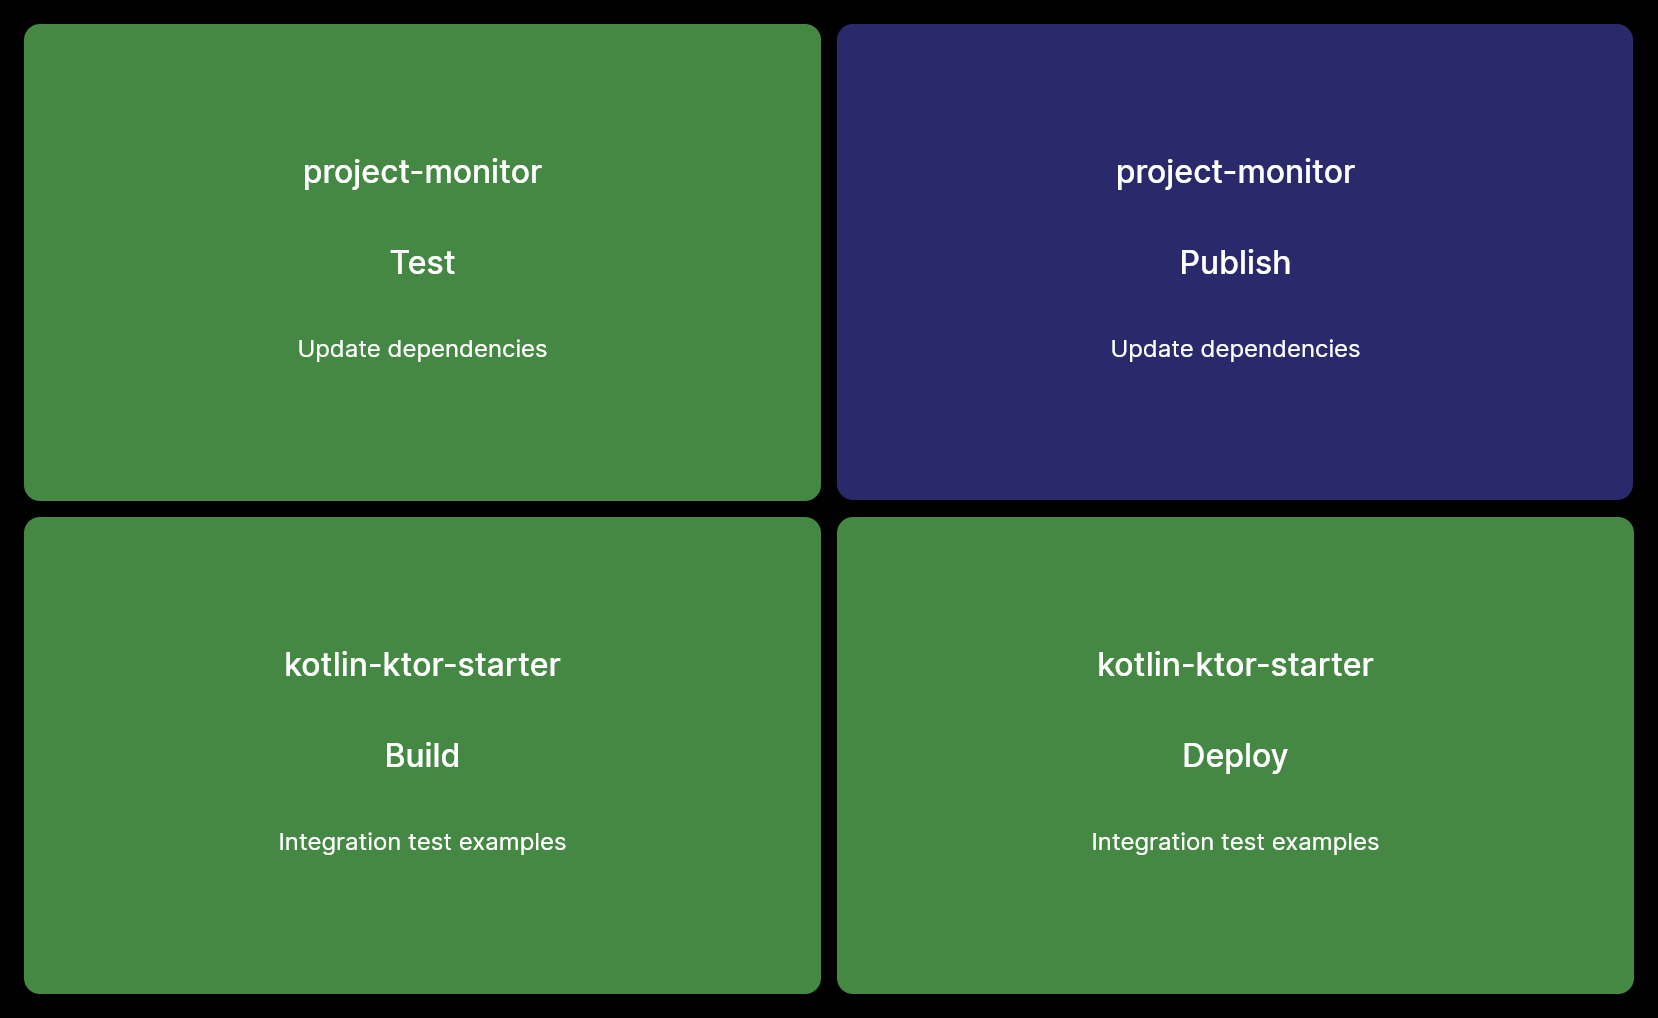 project-monitor
Test
Update dependencies
project-monitor
Publish
Update dependencies
kotlin-ktor-starter
Build
Integration test examples
kotlin-ktor-starter
Deploy
Integration test examples